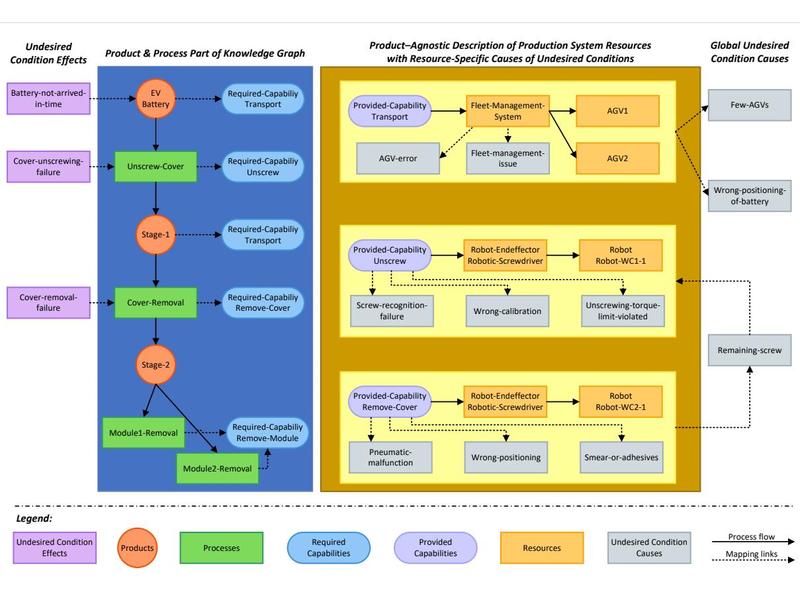 Undesired
Condition Effects
Product & Process Part of Knowledge Graph
Product–Agnostic Description of Production System Resources
with Resource-Specific Causes of Undesired Conditions
Global Undesired
Condition Causes
Battery-not-arrived-
in-time
EV
Battery
Required-Capabiliy
Transport
Cover-unscrewing-
failure
Unscrew-Cover
Required-Capabiliy
Unscrew
Stage-1
Required-Capabiliy
Transport
Cover-removal-
failure
Cover-Removal
Required-Capabiliy
Remove-Cover
Stage-2
Module1-Removal
Required-Capabiliy
Remove-Module
Module2-Removal
Provided-Capability
Transport
Fleet-Management-
System
AGV1
AGV-error
Fleet-management-
issue
AGV2
Provided-Capability
Unscrew
Robot-Endeffector
Robotic-Screwdriver
Robot
Robot-WC1-1
Screw-recognition-
failure
Wrong-calibration
Unscrewing-torque-
limit-violated
Provided-Capability
Remove-Cover
Robot-Endeffector
Robotic-Screwdriver
Robot
Robot-WC2-1
Pneumatic-
malfunction
Wrong-positioning
Smear-or-adhesives
Few-AGVs
Wrong-positioning-
of-battery
Remaining-screw
Legend:
Undesired Condition
Effects
Products
Processes
Required
Capabilities
Provided
Capabilities
Resources
Undesired Condition
Causes
Process flow
Mapping links